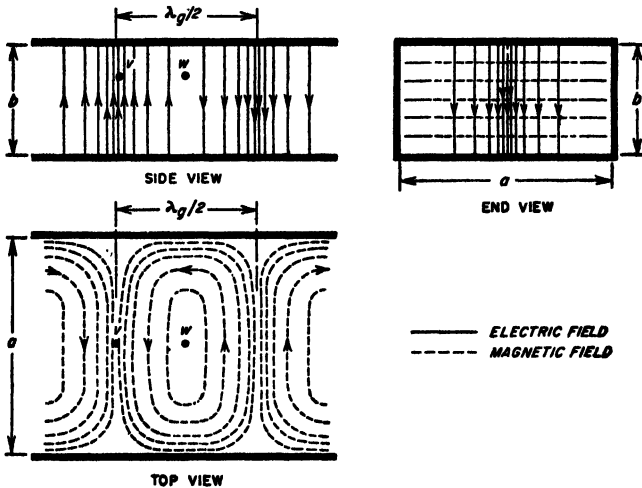 λg/2
b
V
W
SIDE VIEW
b
a
END VIEW
λg/2
a
V
W
TOP VIEW
ELECTRIC FIELD
MAGNETIC FIELD